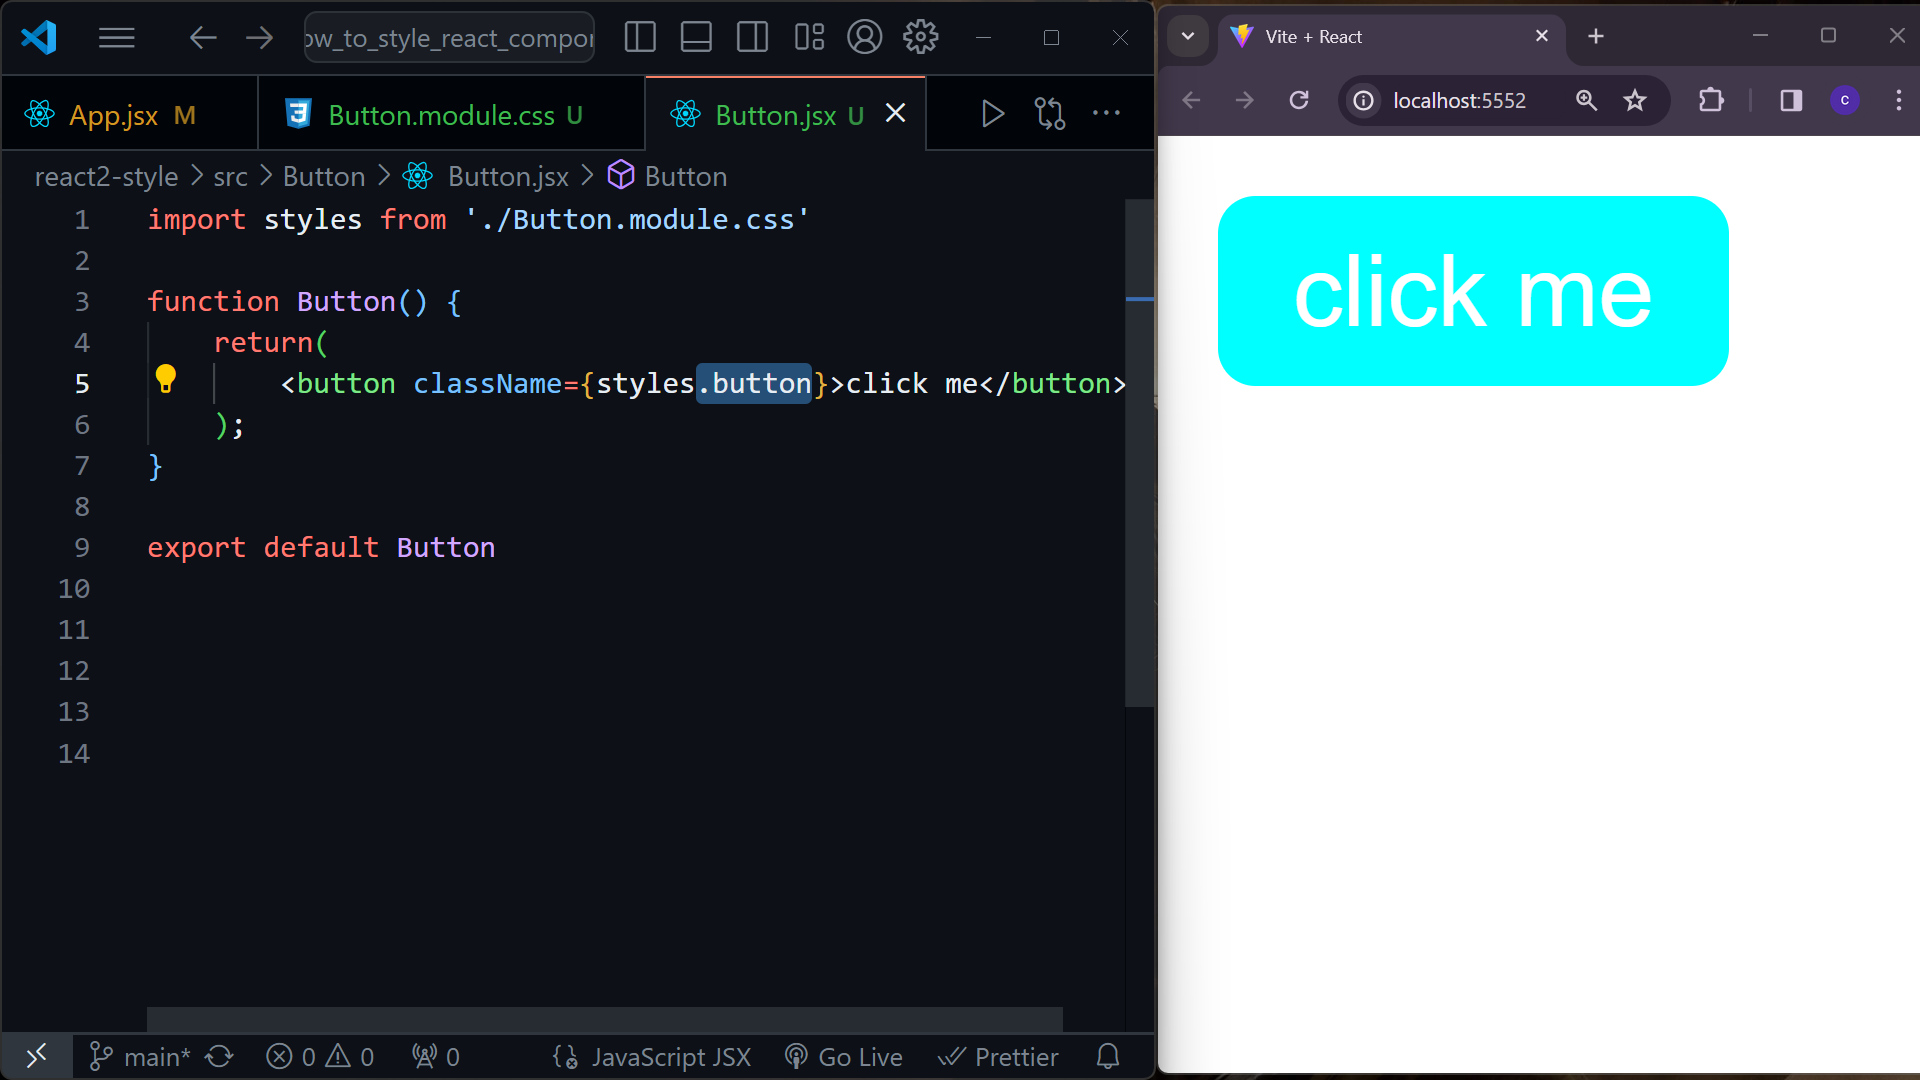 ow_to_style_react_compor
App.jsx M
Button.module.css U
Button.jsx U
react2-style > src > Button > Button.jsx > Button
1 import styles from './Button.module.css'
2
3 function Button() {
4 return(
5 <button className={styles.button}>click me</button>
6 );
7 }
8
9 export default Button
10
11
12
13
14
main* 0 0 0 JavaScript JSX Go Live Prettier
Vite + React
localhost:5552
c
click me